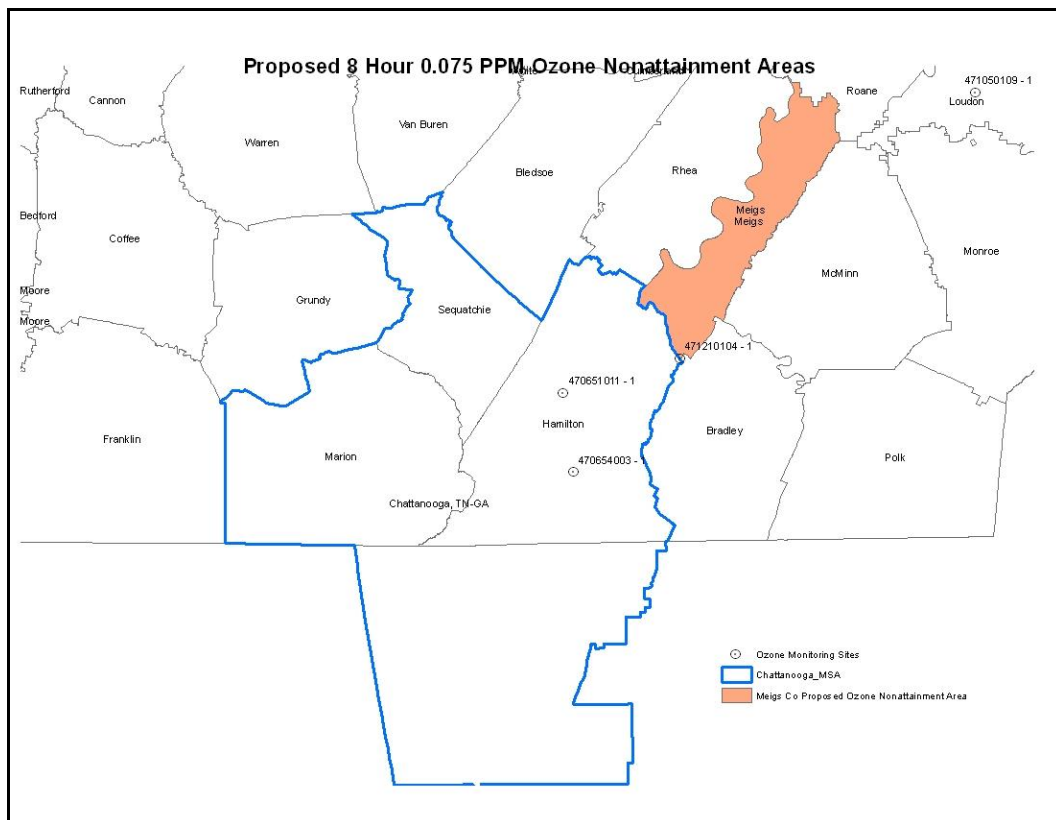 Proposed 8 Hour 0.075 PPM Ozone Nonattainment Areas
Rutherford
Cannon
Warren
Van Buren
Bledsoe
Rhea
Roane
471050109 - 1
Loudon
Bedford
Coffee
Meigs
Meigs
Monroe
McMinn
Moore
Moore
Grundy
Sequatchie
471210104 - 1
470651011 - 1
Hamilton
Bradley
Franklin
Marion
470654003 - 1
Polk
Chattanooga, TN-GA
Ozone Monitoring Sites
Chattanooga_MSA
Meigs Co Proposed Ozone Nonattainment Area